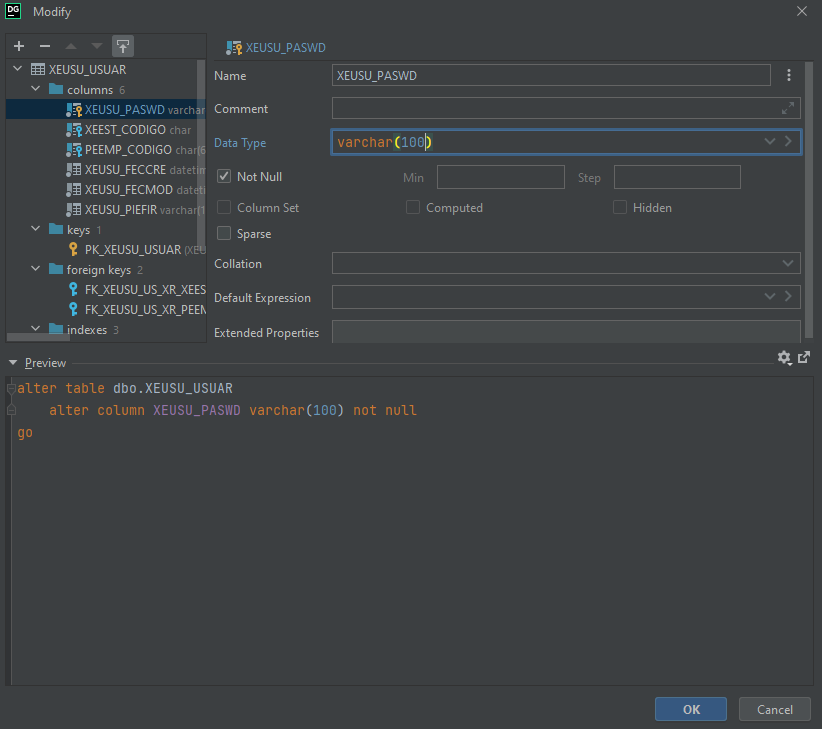 DG Modify
XEUSU_USUAR
columns 6
XEUSU_PASWD varchar
XEEST_CODIGO char
PEEMP_CODIGO char(6
XEUSU_FECCRE datetim
XEUSU_FECMOD dateti
XEUSU_PIEFIR varchar(1
keys 1
PK_XEUSU_USUAR (XEU
foreign keys 2
FK_XEUSU_US_XR_XEES
FK_XEUSU_US_XR_PEEM
indexes 3
XEUSU_PASWD
Name XEUSU_PASWD
Comment
Data Type varchar(100)
Not Null Min Step
Column Set Computed Hidden
Sparse
Collation
Default Expression
Extended Properties
Preview
alter table dbo.XEUSU_USUAR
alter column XEUSU_PASWD varchar(100) not null
go
OK Cancel